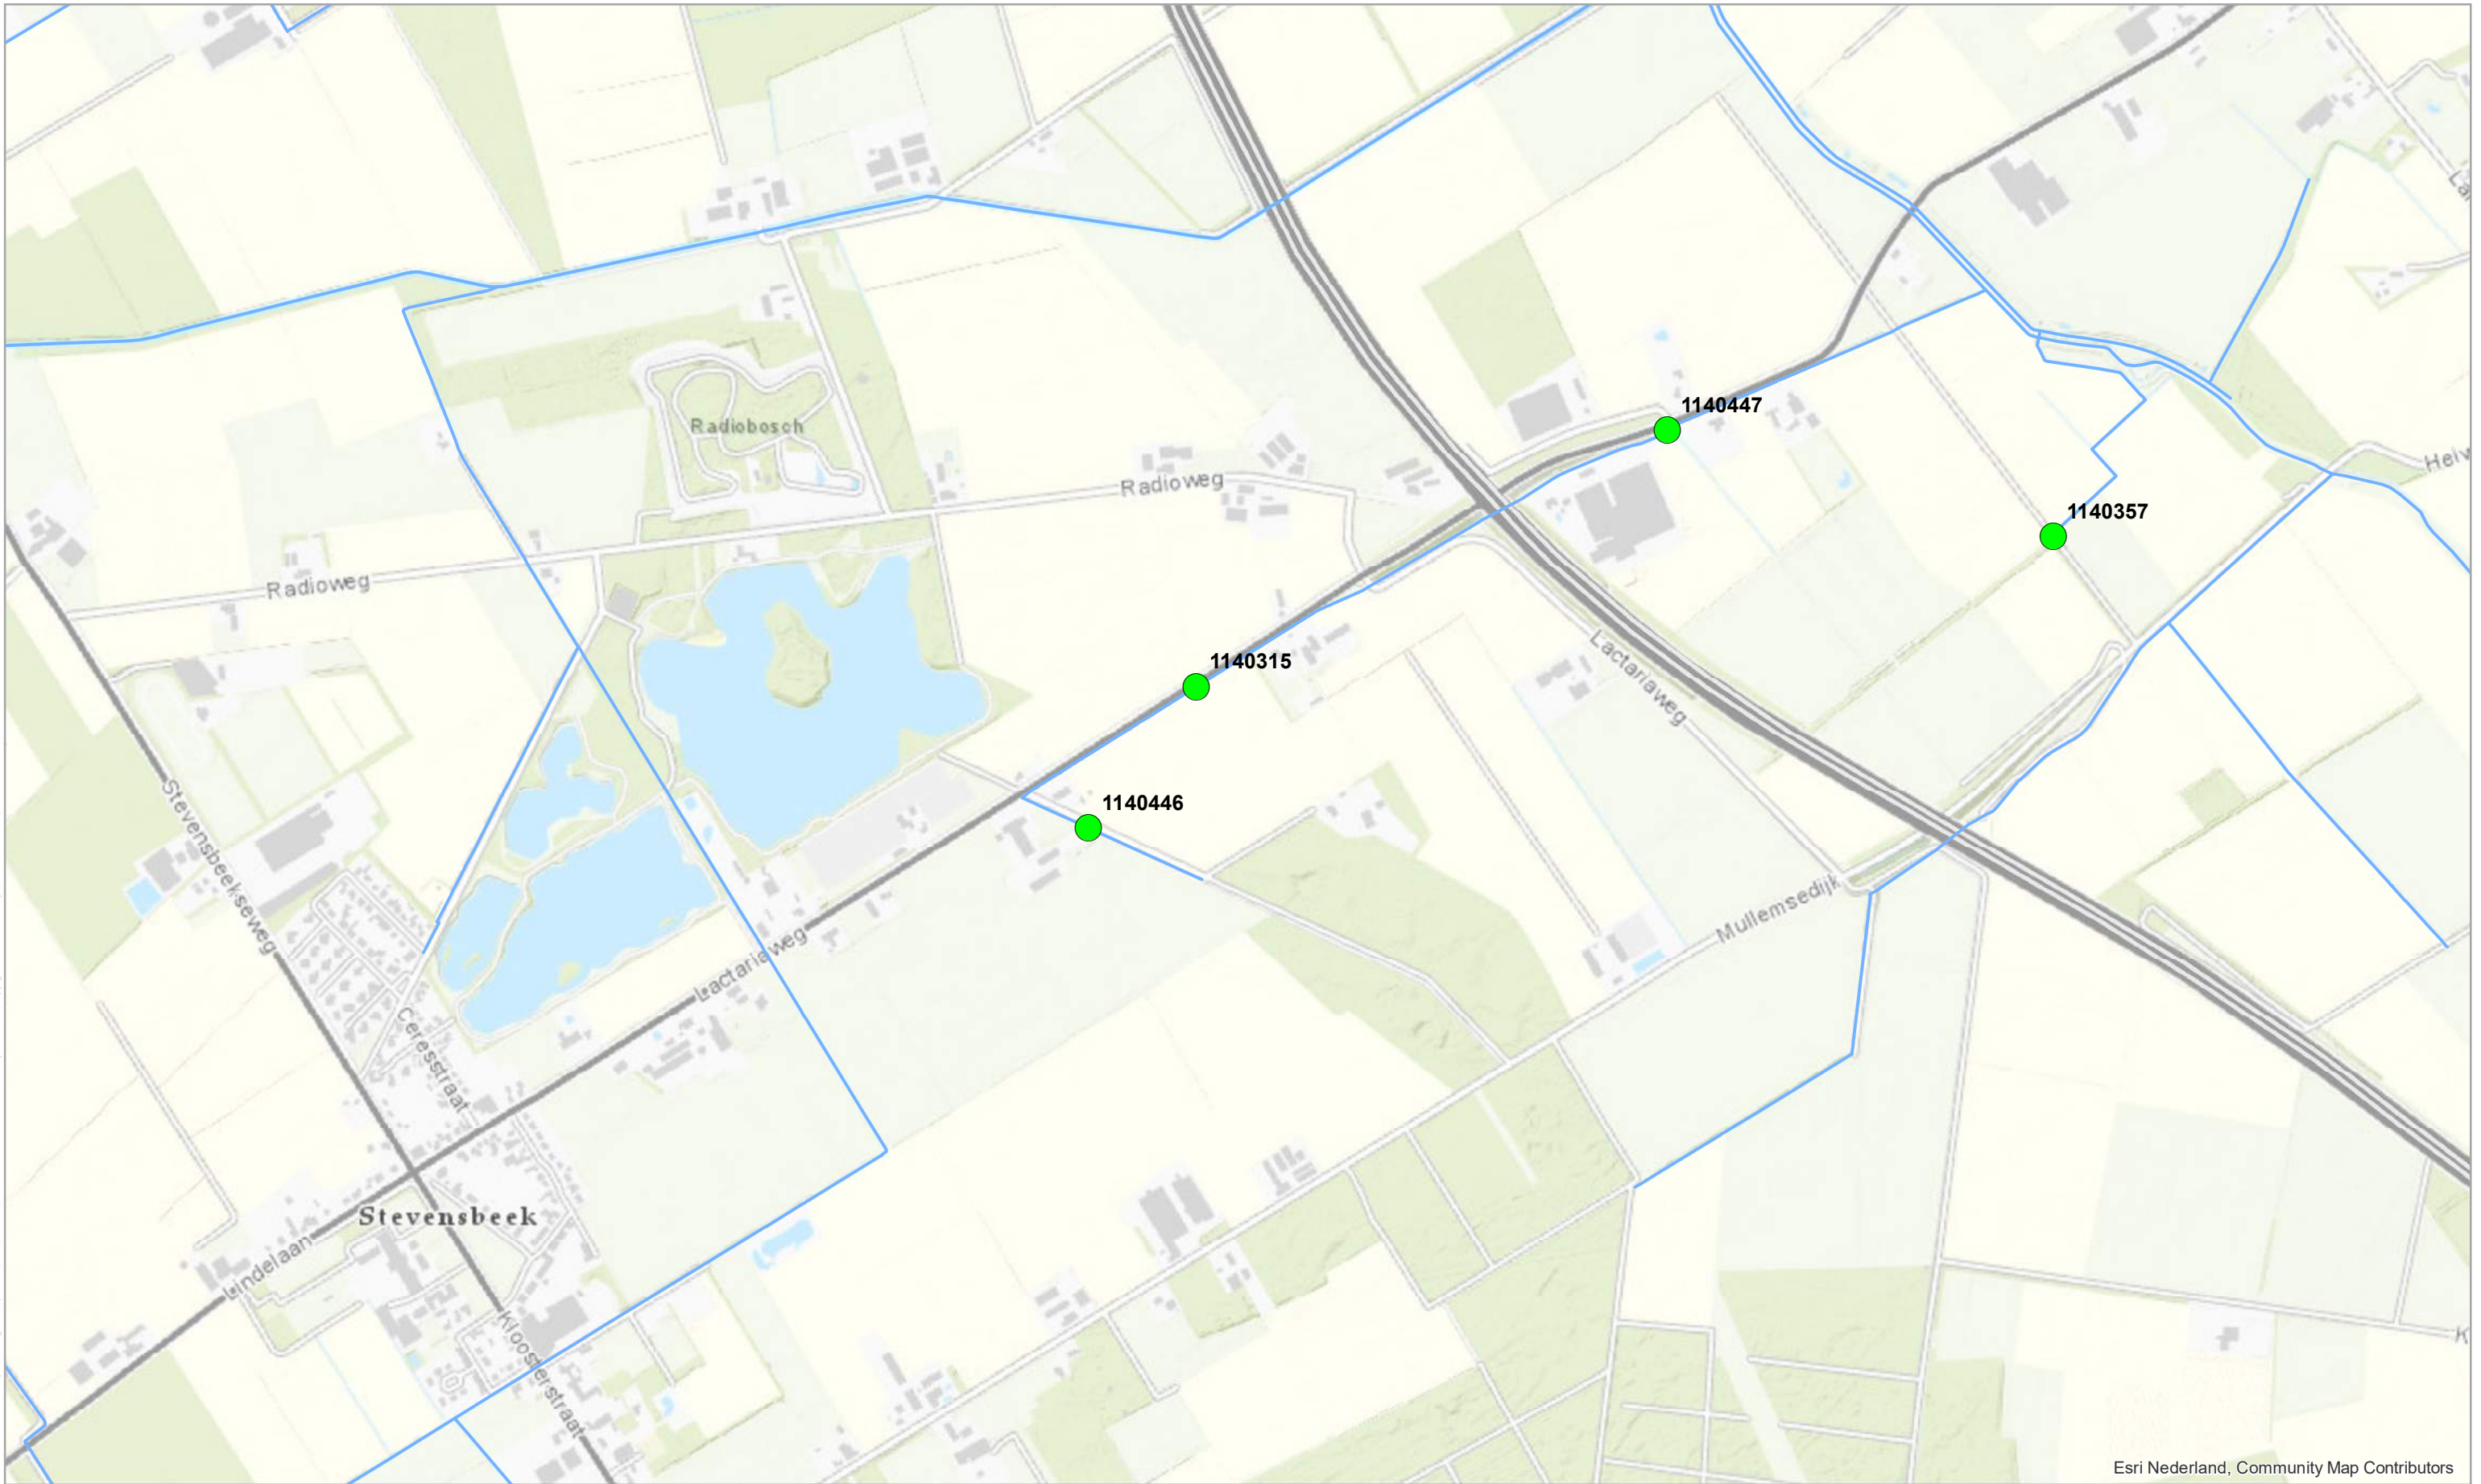 Radiobosch
1140447
Radioweg
Helv
1140357
Radioweg
1140315
Lactariaweg
1140446
Stevensbeekseweg
Mullemsedijk
Lactariaweg
Ceresstraat
Stevensbeek
Lindelaan
Kloosterstraat
K
Esri Nederland, Community Map Contributors